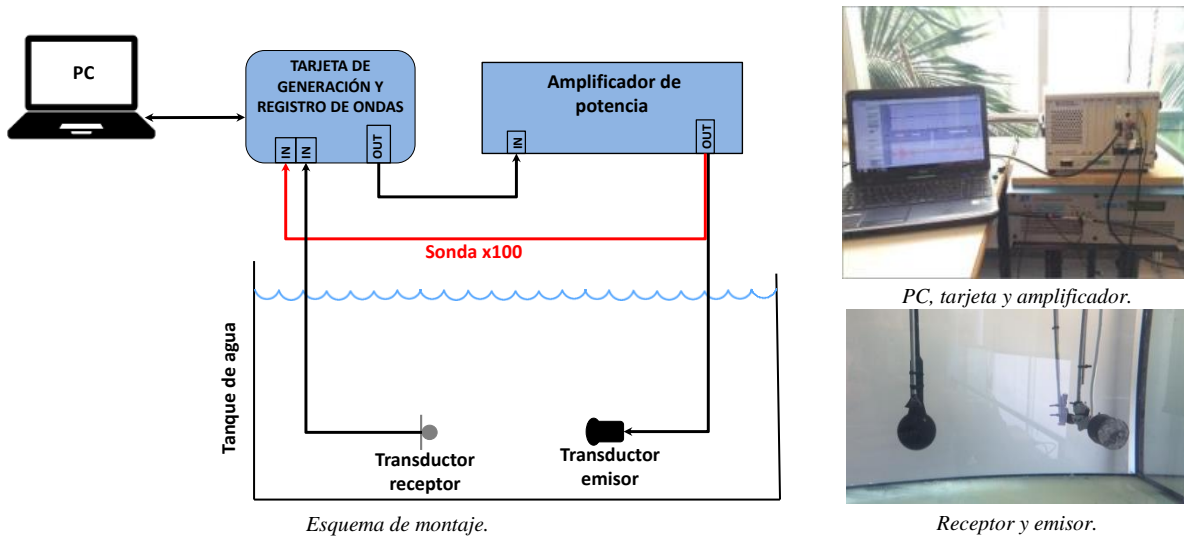 PC
TARJETA DE
GENERACIÓN Y
REGISTRO DE ONDAS
IN
IN
OUT
Amplificador de
potencia
IN
OUT
Sonda x100
Tanque de agua
Transductor
receptor
Transductor
emisor
Esquema de montaje.
PC, tarjeta y amplificador.
Receptor y emisor.